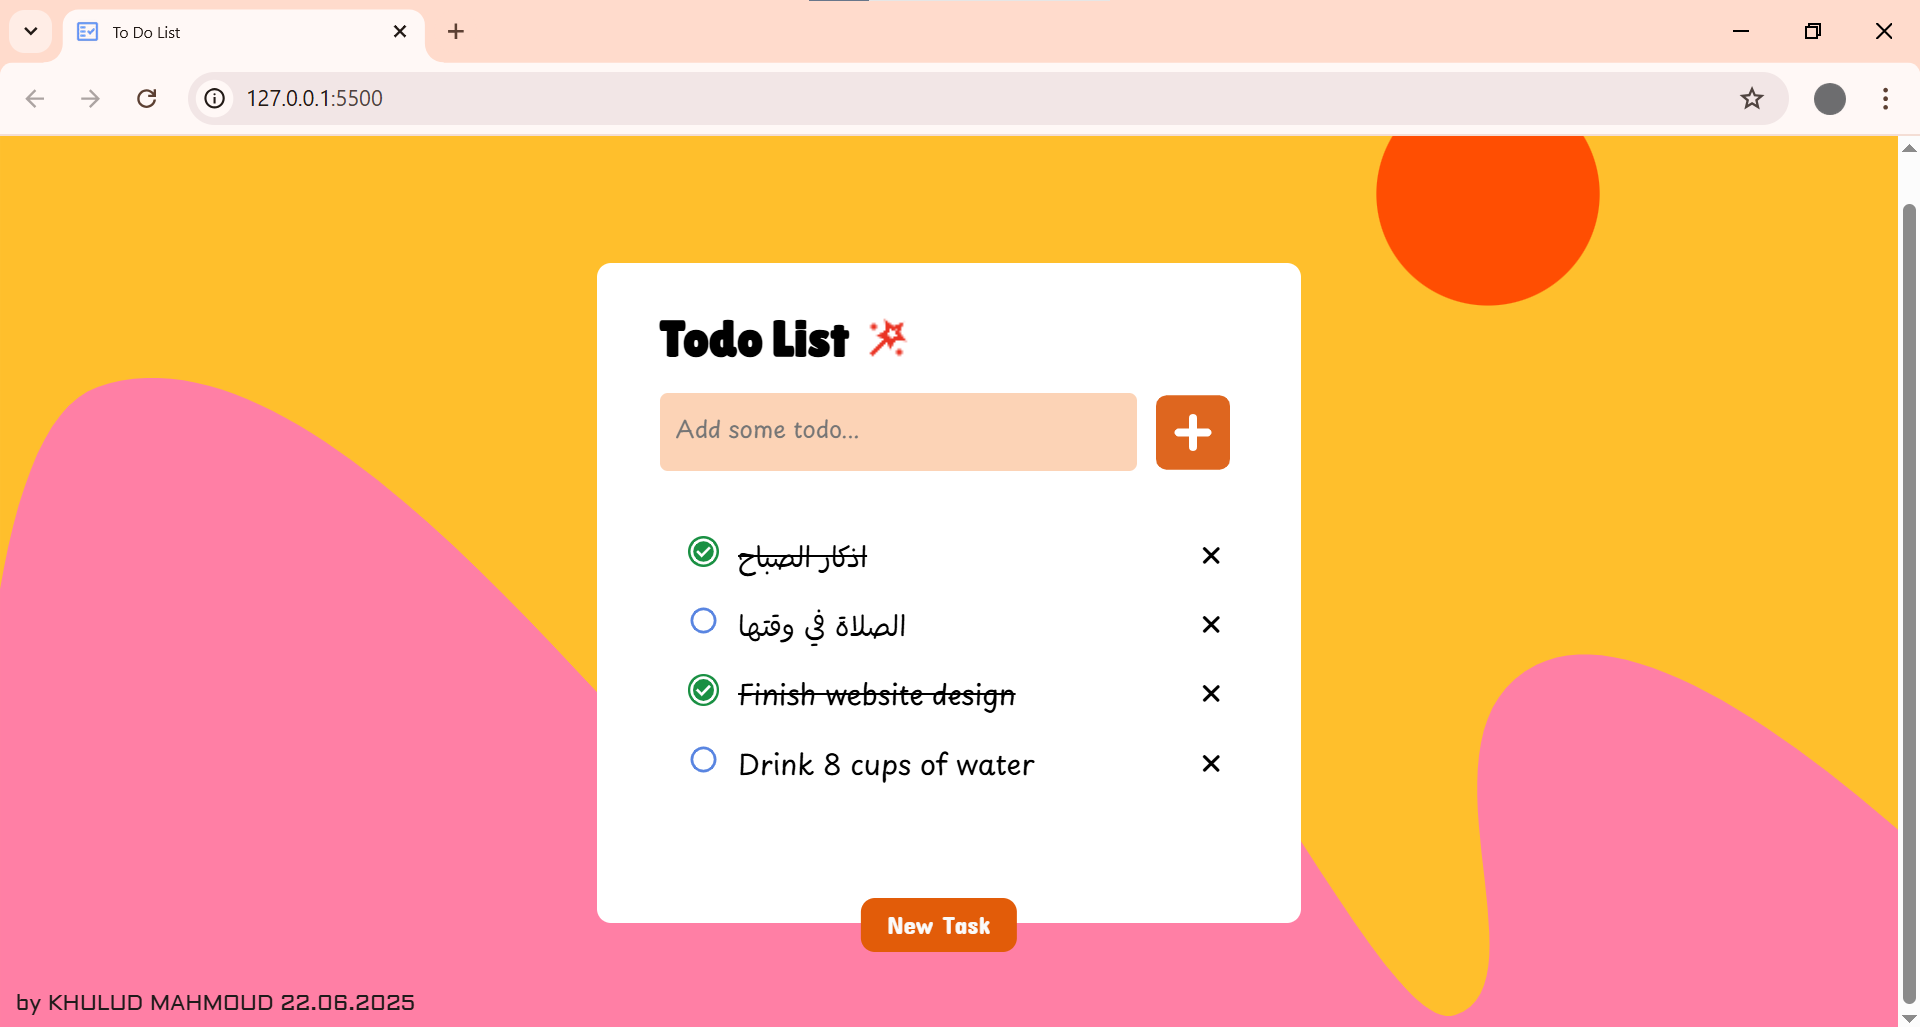 To Do List
127.0.0.1:5500
Todo List
Add some todo...
اذكار الصباح
الصلاة في وقتها
Finish website design
Drink 8 cups of water
New Task
by KHULUD MAHMOUD 22.06.2025